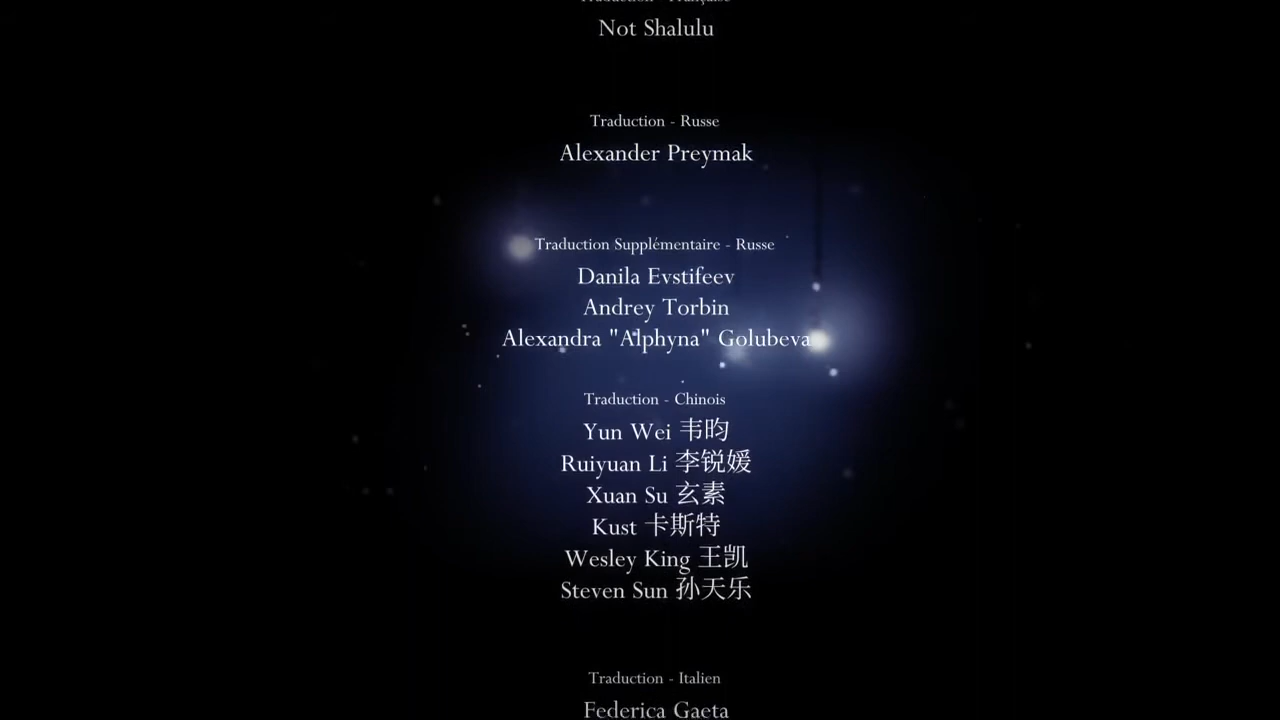 Traduction - Française
Not Shalulu
Traduction - Russe
Alexander Preymak
Traduction Supplémentaire - Russe
Danila Evstifeev
Andrey Torbin
Alexandra "Alphyna" Golubeva
Traduction - Chinois
Yun Wei 韦昀
Ruiyuan Li 李锐媛
Xuan Su 玄素
Kust 卡斯特
Wesley King 王凯
Steven Sun 孙天乐
Traduction - Italien
Federica Gaeta